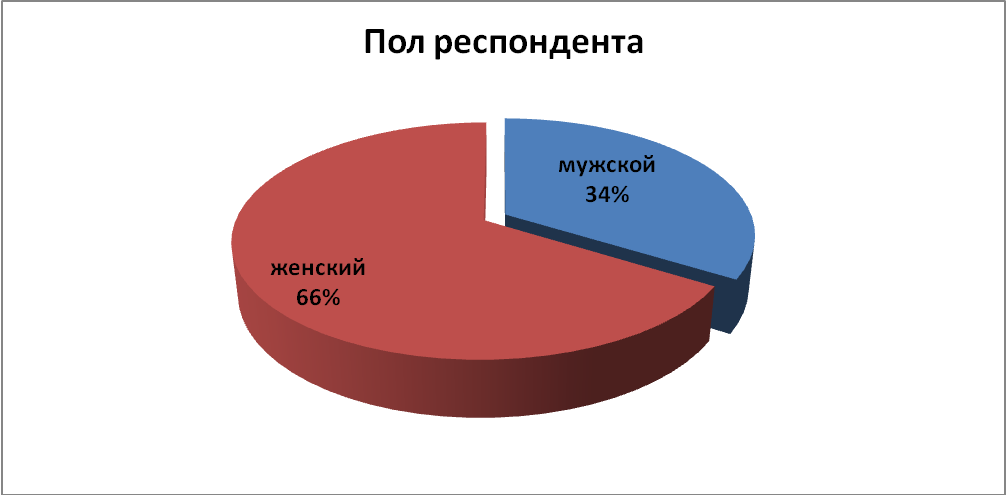 Пол респондента
мужской
34%
женский
66%